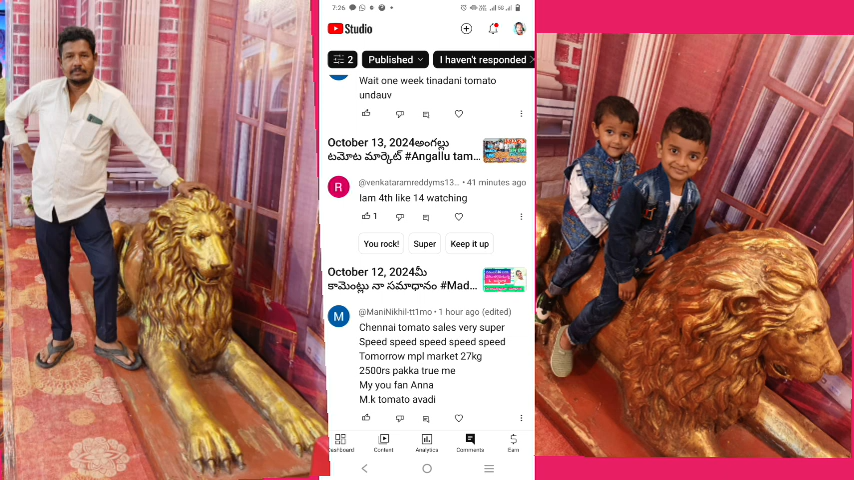 7:26
Studio
2
Published
I haven't responded
Wait one week tinadani tomato
undauv
October 13, 2024అంగల్లు
టమోట మార్కెట్ #Angallu tam...
@venkataramreddyms13... • 41 minutes ago
R
Iam 4th like 14 watching
1
You rock!
Super
Keep it up
October 12, 2024మీ
కామెంట్లు నా సమాధానం #Mad...
@ManiNikhil-tt1mo • 1 hour ago (edited)
M
Chennai tomato sales very super
Speed speed speed speed speed
Tomorrow mpl market 27kg
2500rs pakka true me
My you fan Anna
M.k tomato avadi
Dashboard
Content
Analytics
Comments
Earn